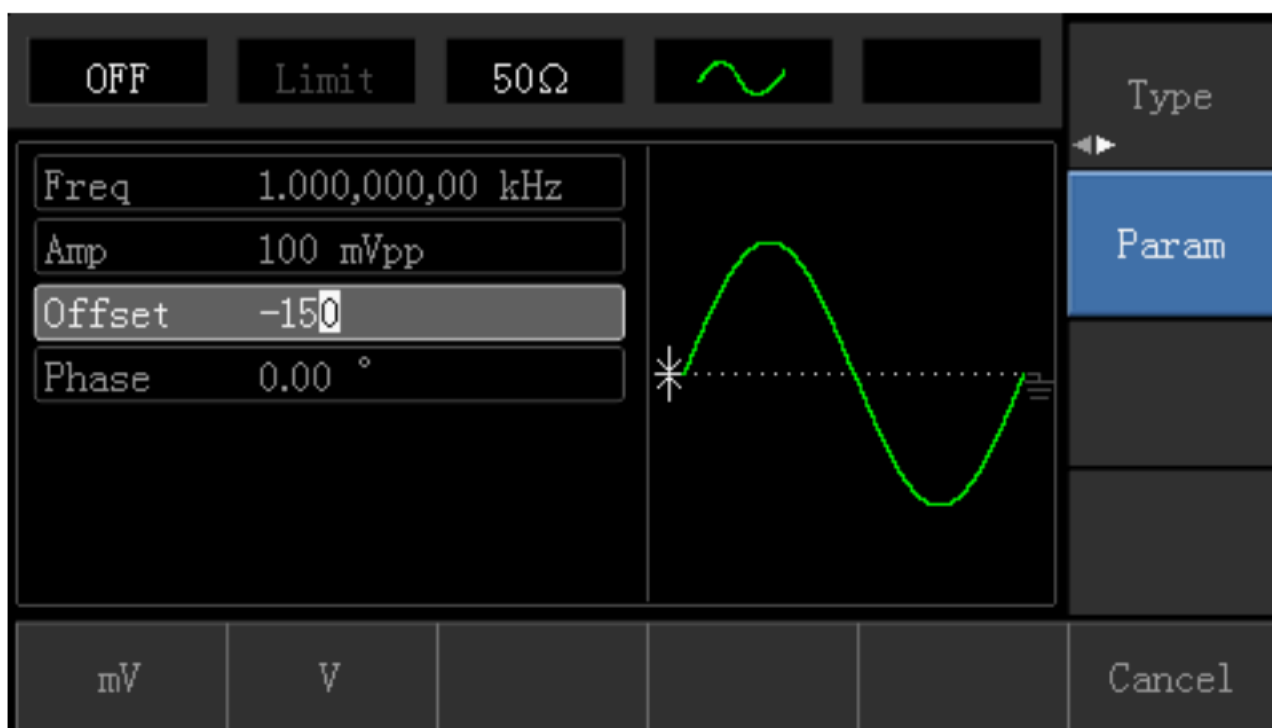 OFF Limit 50Ω
Type
Freq 1.000,000,00 kHz
Amp 100 mVpp
Param
Offset -150
Phase 0.00 °
mV V Cancel